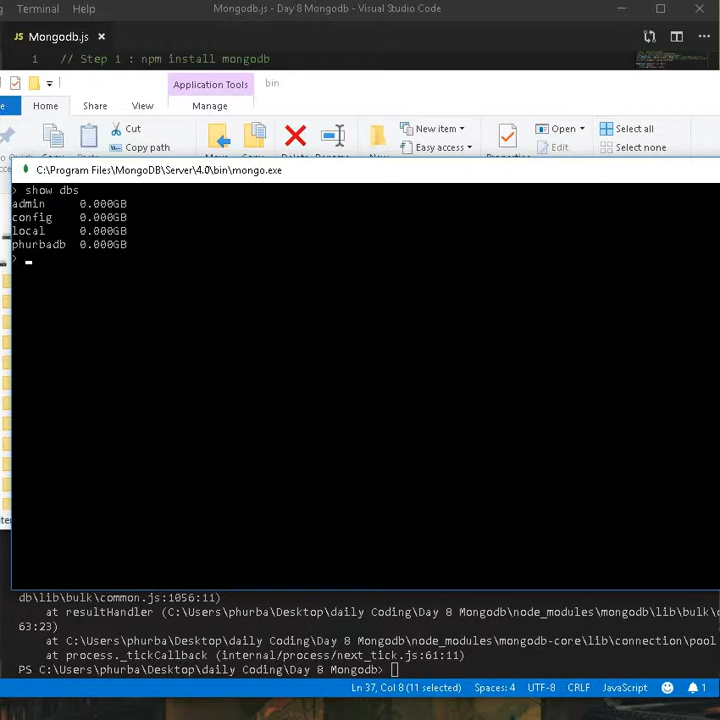 Terminal Help Mongodb.js - Day 8 Mongodb - Visual Studio Code
JS Mongodb.js
1 // Step 1 : npm install mongodb
Application Tools bin
Home Share View Manage
Cut
Copy path
New item
Easy access
Open
Edit
Select all
Select none
C:\Program Files\MongoDB\Server\4.0\bin\mongo.exe
> show dbs
admin 0.000GB
config 0.000GB
local 0.000GB
phurbadb 0.000GB
>
db\lib\bulk\common.js:1056:11)
at resultHandler (C:\Users\phurba\Desktop\daily Coding\Day 8 Mongodb\node_modules\mongodb\lib\bulk\
63:23)
at C:\Users\phurba\Desktop\daily Coding\Day 8 Mongodb\node_modules\mongodb-core\lib\connection\pool
at process._tickCallback (internal/process/next_tick.js:61:11)
PS C:\Users\phurba\Desktop\daily Coding\Day 8 Mongodb>
Ln 37, Col 8 (11 selected) Spaces: 4 UTF-8 CRLF JavaScript 1